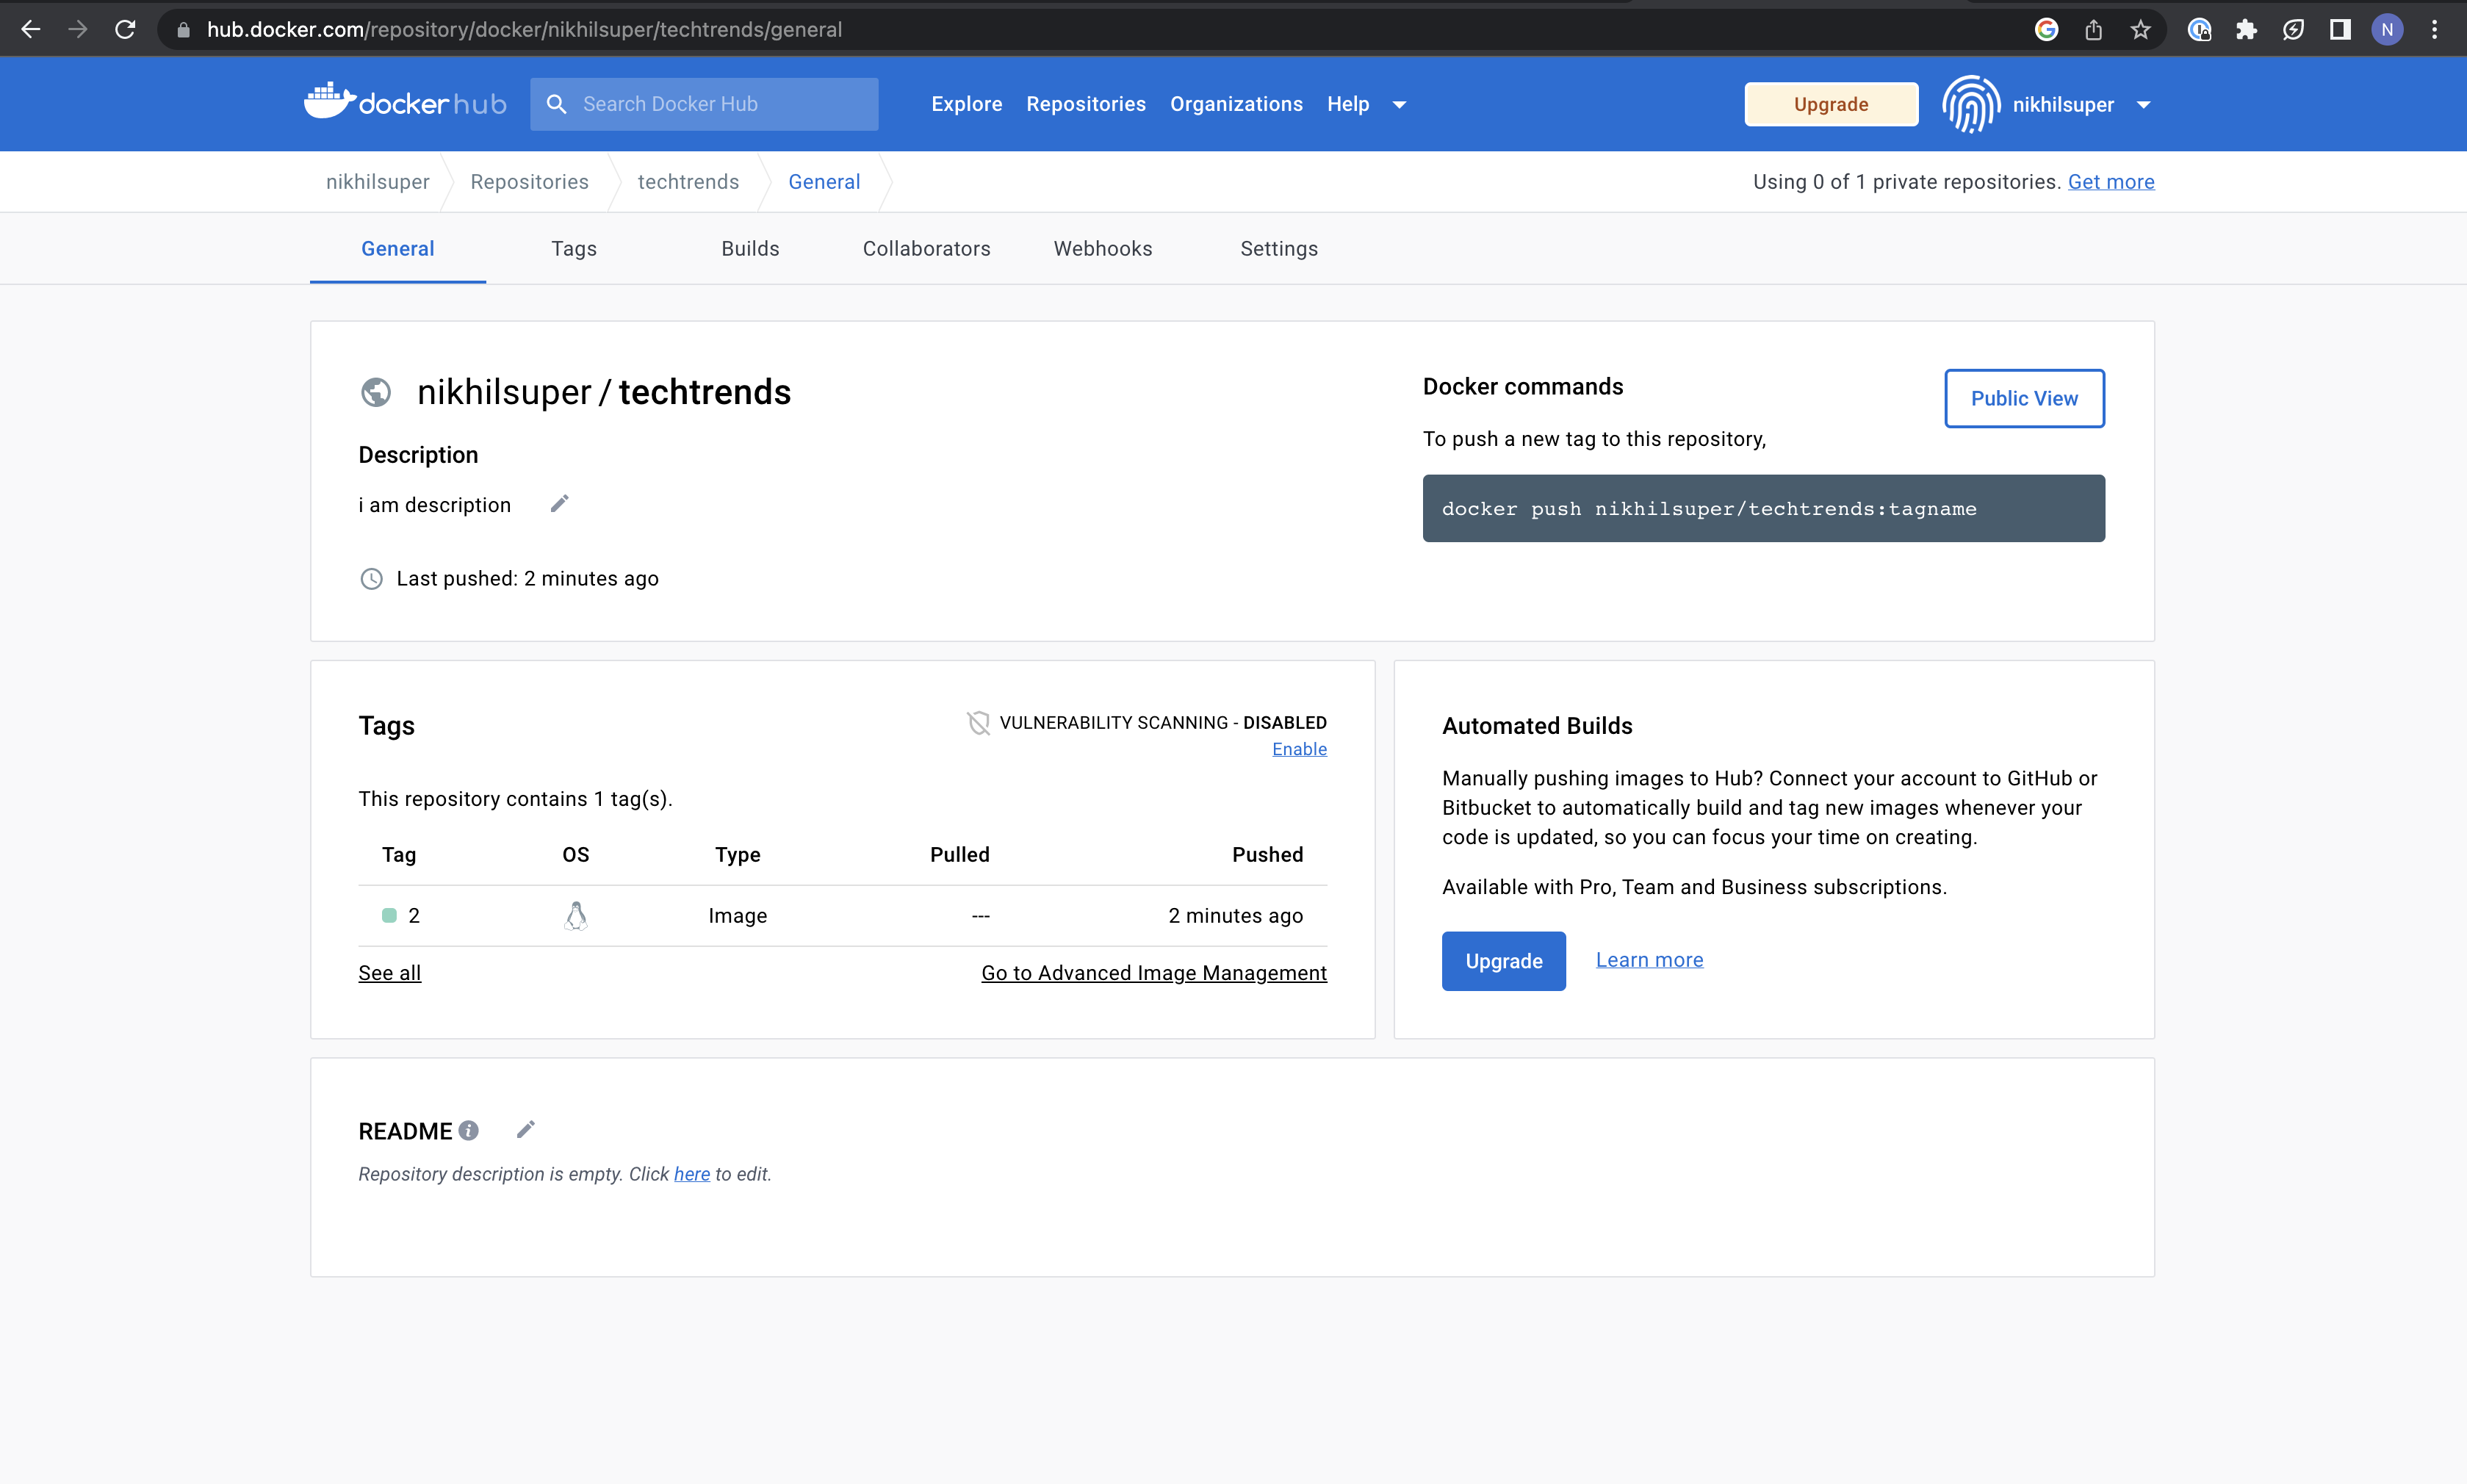 hub.docker.com/repository/docker/nikhilsuper/techtrends/general
N
docker hub
Search Docker Hub
Explore
Repositories
Organizations
Help
Upgrade
nikhilsuper
nikhilsuper
Repositories
techtrends
General
Using 0 of 1 private repositories. Get more
General
Tags
Builds
Collaborators
Webhooks
Settings
nikhilsuper / techtrends
Description
i am description
Last pushed: 2 minutes ago
Docker commands
Public View
To push a new tag to this repository,
docker push nikhilsuper/techtrends:tagname
Tags
VULNERABILITY SCANNING - DISABLED
Enable
This repository contains 1 tag(s).
Tag OS Type Pulled Pushed
2 Image --- 2 minutes ago
See all
Go to Advanced Image Management
Automated Builds
Manually pushing images to Hub? Connect your account to GitHub or
Bitbucket to automatically build and tag new images whenever your
code is updated, so you can focus your time on creating.
Available with Pro, Team and Business subscriptions.
Upgrade
Learn more
README
Repository description is empty. Click here to edit.